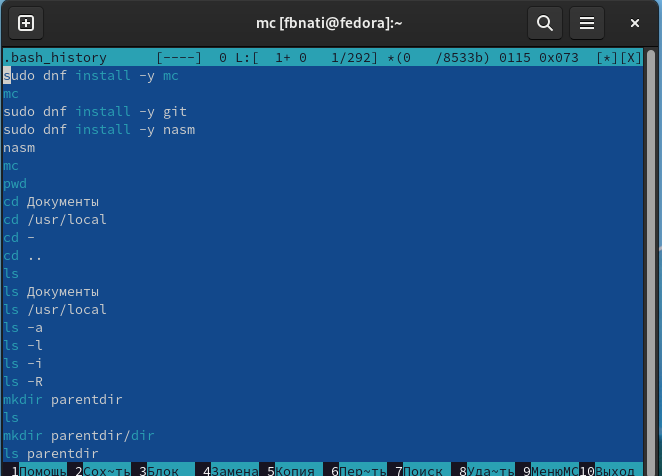 mc [fbnati@fedora]:~
.bash_history [----] 0 L:[ 1+ 0 1/292] *(0 /8533b) 0115 0x073 [*][X]
sudo dnf install -y mc
mc
sudo dnf install -y git
sudo dnf install -y nasm
nasm
mc
pwd
cd Документы
cd /usr/local
cd -
cd ..
ls
ls Документы
ls /usr/local
ls -a
ls -l
ls -i
ls -R
mkdir parentdir
ls
mkdir parentdir/dir
ls parentdir
1Помощь 2Сох~ть 3Блок 4Замена 5Копия 6Пер~ть 7Поиск 8Уда~ть 9МенюMC 10Выход